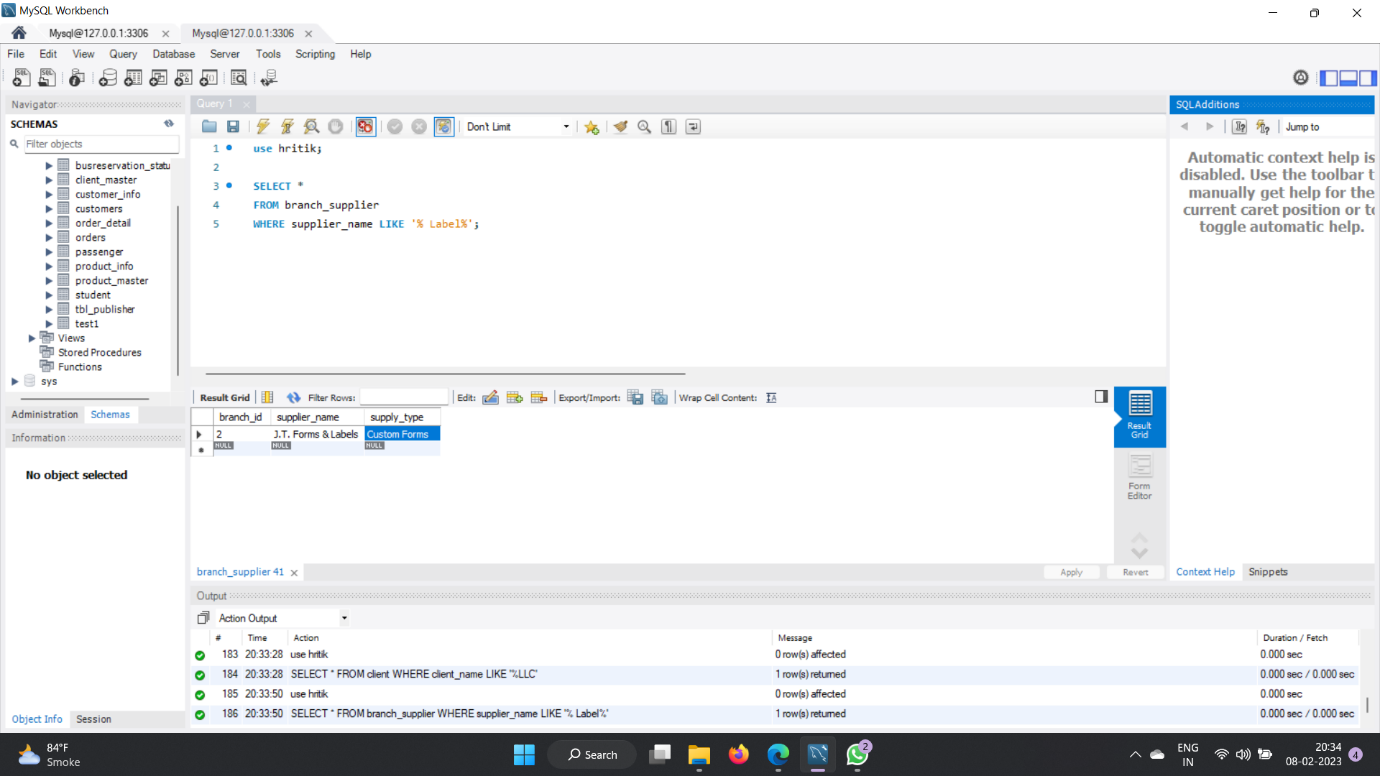 MySQL Workbench
Mysql@127.0.0.1:3306
Mysql@127.0.0.1:3306
File Edit View Query Database Server Tools Scripting Help
Navigator
SCHEMAS
Filter objects
busreservation_statu
client_master
customer_info
customers
order_detail
orders
passenger
product_info
product_master
student
tbl_publisher
test1
Views
Stored Procedures
Functions
sys
Administration Schemas
Information
No object selected
Object Info Session
Query 1
Don't Limit
1 use hritik;
2
3 SELECT *
4 FROM branch_supplier
5 WHERE supplier_name LIKE '% Label%';
Result Grid Filter Rows: Edit: Export/Import: Wrap Cell Content:
branch_id supplier_name supply_type
2 J.T. Forms & Labels Custom Forms
NULL NULL NULL
Result Grid
Form Editor
branch_supplier 41
Apply Revert
SQLAdditions
Jump to
Automatic context help is
disabled. Use the toolbar t
manually get help for the
current caret position or to
toggle automatic help.
Context Help Snippets
Output
Action Output
# Time Action Message Duration / Fetch
183 20:33:28 use hritik 0 row(s) affected 0.000 sec
184 20:33:28 SELECT * FROM client WHERE client_name LIKE '%LLC' 1 row(s) returned 0.000 sec / 0.000 sec
185 20:33:50 use hritik 0 row(s) affected 0.000 sec
186 20:33:50 SELECT * FROM branch_supplier WHERE supplier_name LIKE '% Label%' 1 row(s) returned 0.000 sec / 0.000 sec
84°F
Smoke
Search
2
ENG
IN
20:34
08-02-2023
4